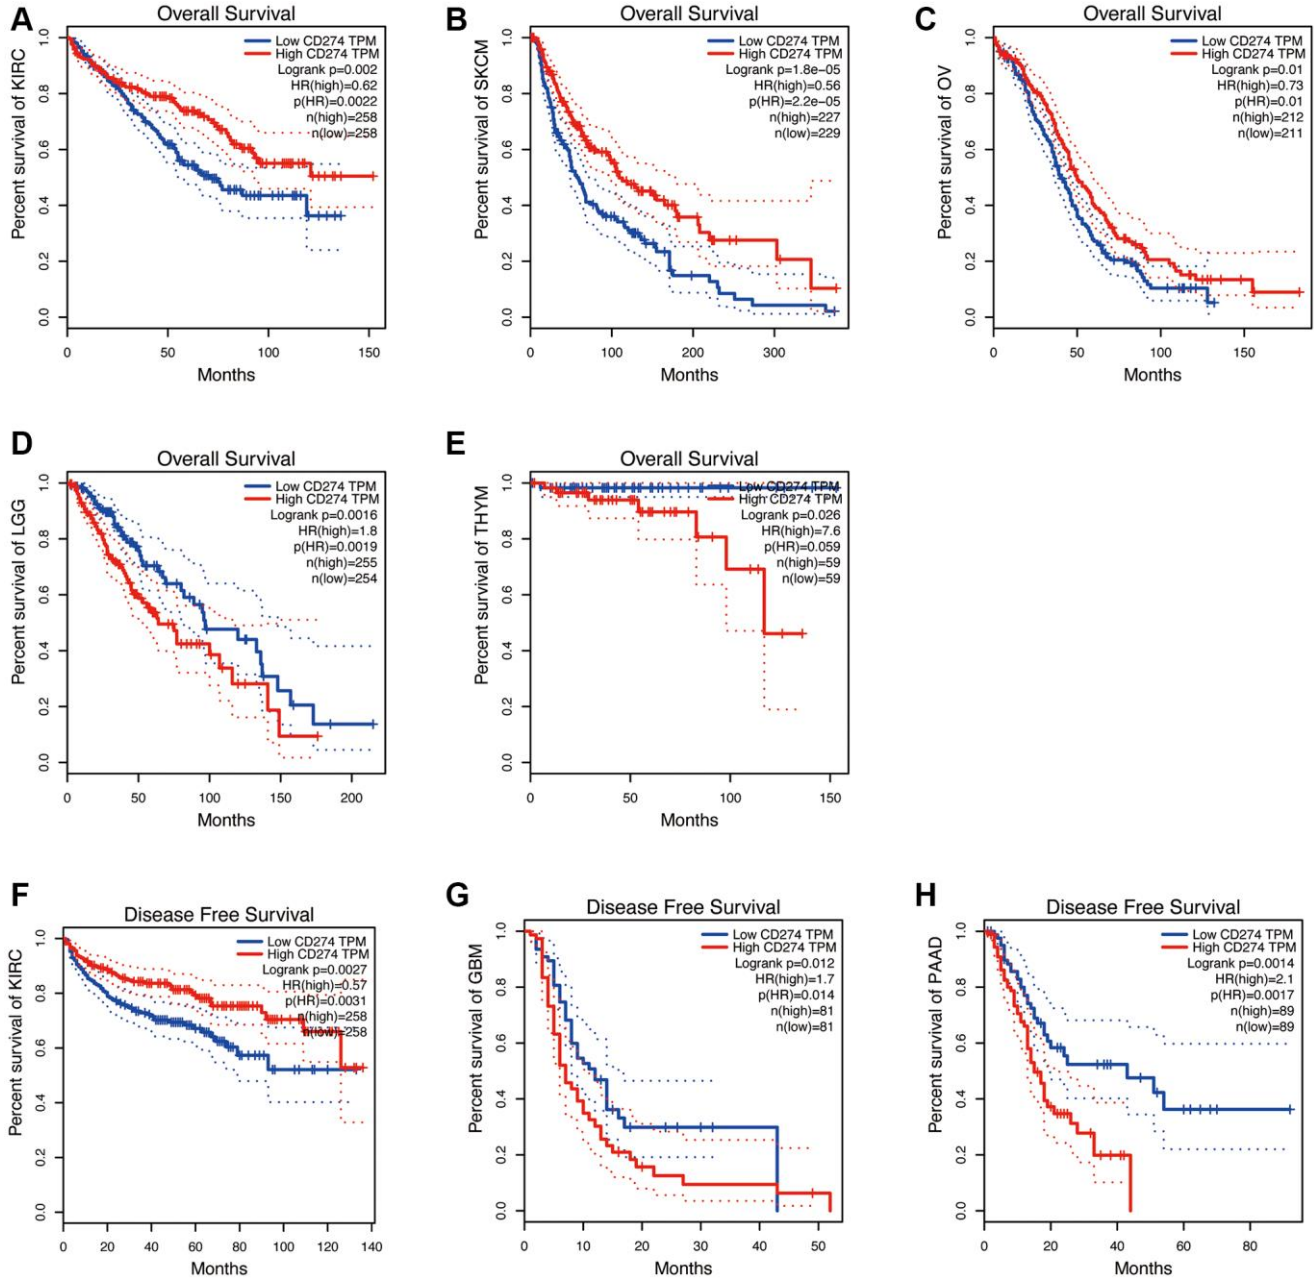 A
Overall Survival
Percent survival of KIRC
Low CD274 TPM
High CD274 TPM
Logrank p=0.002
HR(high)=0.62
p(HR)=0.0022
n(high)=258
n(low)=258
0.0 0.2 0.4 0.6 0.8 1.0
0 50 100 150
Months
B
Overall Survival
Percent survival of SKCM
Low CD274 TPM
High CD274 TPM
Logrank p=1.8e-05
HR(high)=0.56
p(HR)=2.2e-05
n(high)=227
n(low)=229
0.0 0.2 0.4 0.6 0.8 1.0
0 100 200 300
Months
C
Overall Survival
Percent survival of OV
Low CD274 TPM
High CD274 TPM
Logrank p=0.01
HR(high)=0.73
p(HR)=0.01
n(high)=212
n(low)=211
0.0 0.2 0.4 0.6 0.8 1.0
0 50 100 150
Months
D
Overall Survival
Percent survival of LGG
Low CD274 TPM
High CD274 TPM
Logrank p=0.0016
HR(high)=1.8
p(HR)=0.0019
n(high)=255
n(low)=254
0.0 0.2 0.4 0.6 0.8 1.0
0 50 100 150 200
Months
E
Overall Survival
Percent survival of THYM
Low CD274 TPM
High CD274 TPM
Logrank p=0.026
HR(high)=7.6
p(HR)=0.059
n(high)=59
n(low)=59
0.0 0.2 0.4 0.6 0.8 1.0
0 50 100 150
Months
F
Disease Free Survival
Percent survival of KIRC
Low CD274 TPM
High CD274 TPM
Logrank p=0.0027
HR(high)=0.57
p(HR)=0.0031
n(high)=258
n(low)=258
0.0 0.2 0.4 0.6 0.8 1.0
0 20 40 60 80 100 120 140
Months
G
Disease Free Survival
Percent survival of GBM
Low CD274 TPM
High CD274 TPM
Logrank p=0.012
HR(high)=1.7
p(HR)=0.014
n(high)=81
n(low)=81
0.0 0.2 0.4 0.6 0.8 1.0
0 10 20 30 40 50
Months
H
Disease Free Survival
Percent survival of PAAD
Low CD274 TPM
High CD274 TPM
Logrank p=0.0014
HR(high)=2.1
p(HR)=0.0017
n(high)=89
n(low)=89
0.0 0.2 0.4 0.6 0.8 1.0
0 20 40 60 80
Months